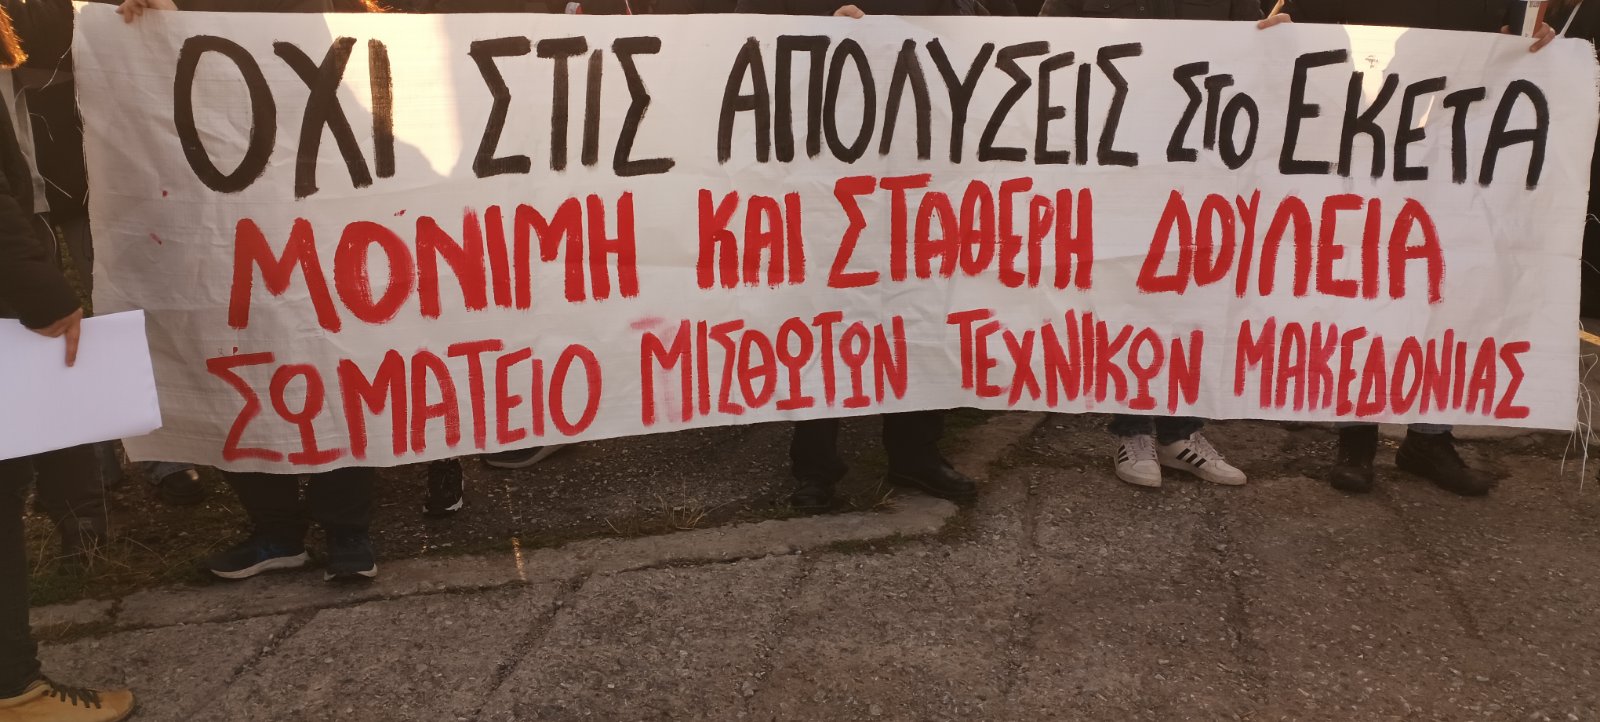 ΟΧΙ ΣΤΙΣ ΑΠΟΛΥΣΕΙΣ ΣΤΟ ΕΚΕΤΑ
ΜΟΝΙΜΗ ΚΑΙ ΣΤΑΘΕΡΗ ΔΟΥΛΕΙΑ
ΣΩΜΑΤΕΙΟ ΜΙΣΘΩΤΩΝ ΤΕΧΝΙΚΩΝ ΜΑΚΕΔΟΝΙΑΣ